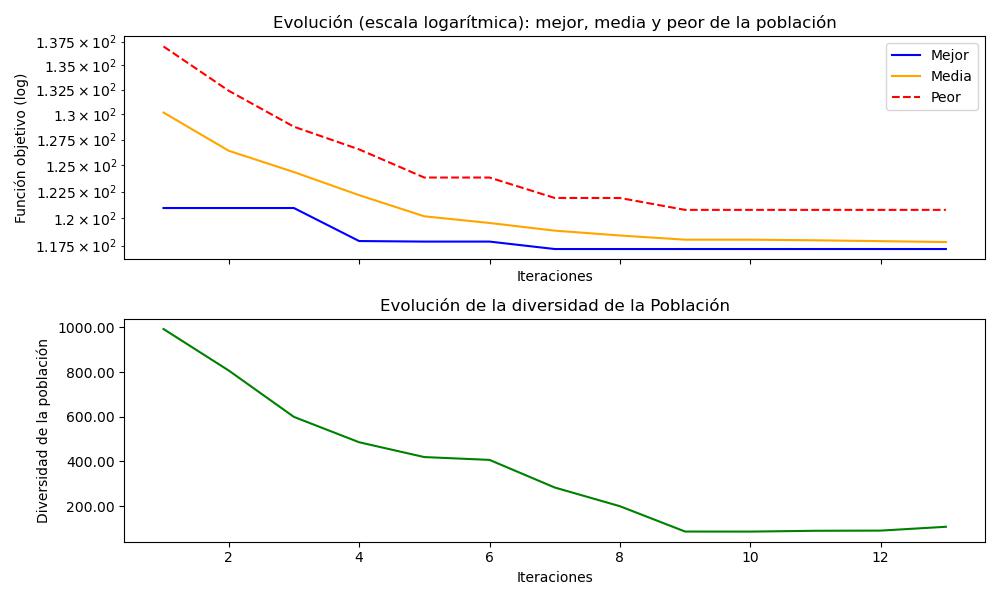 Evolución (escala logarítmica): mejor, media y peor de la población
1.375 × 10²
1.35 × 10²
1.325 × 10²
1.3 × 10²
1.275 × 10²
1.25 × 10²
1.225 × 10²
1.2 × 10²
1.175 × 10²
Función objetivo (log)
Mejor
Media
Peor
Iteraciones
Evolución de la diversidad de la Población
1000.00
800.00
600.00
400.00
200.00
Diversidad de la población
2 4 6 8 10 12
Iteraciones